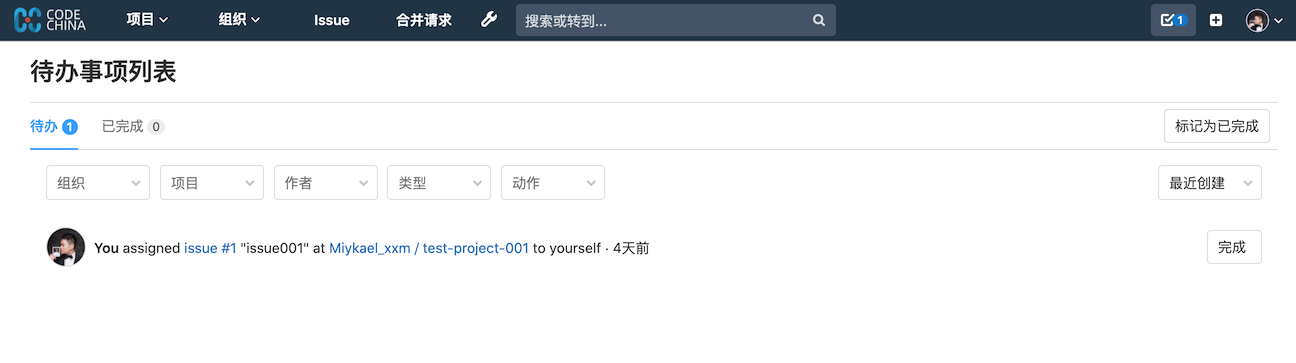 CODE CHINA 项目 组织 Issue 合并请求 搜索或转到... 1
待办事项列表
待办 1 已完成 0 标记为已完成
组织 项目 作者 类型 动作 最近创建
You assigned issue #1 "issue001" at Miykael_xxm / test-project-001 to yourself · 4天前 完成